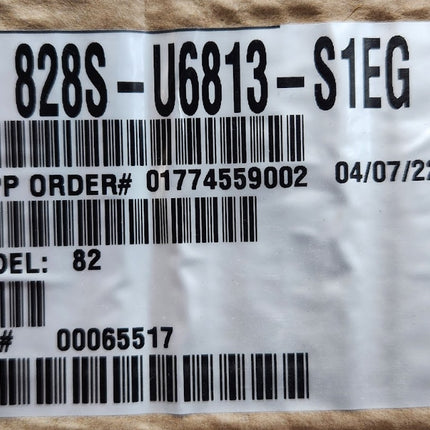 828S-U6813-S1EG
PP ORDER# 01774559002 04/07/22
DEL: 82
# 00065517